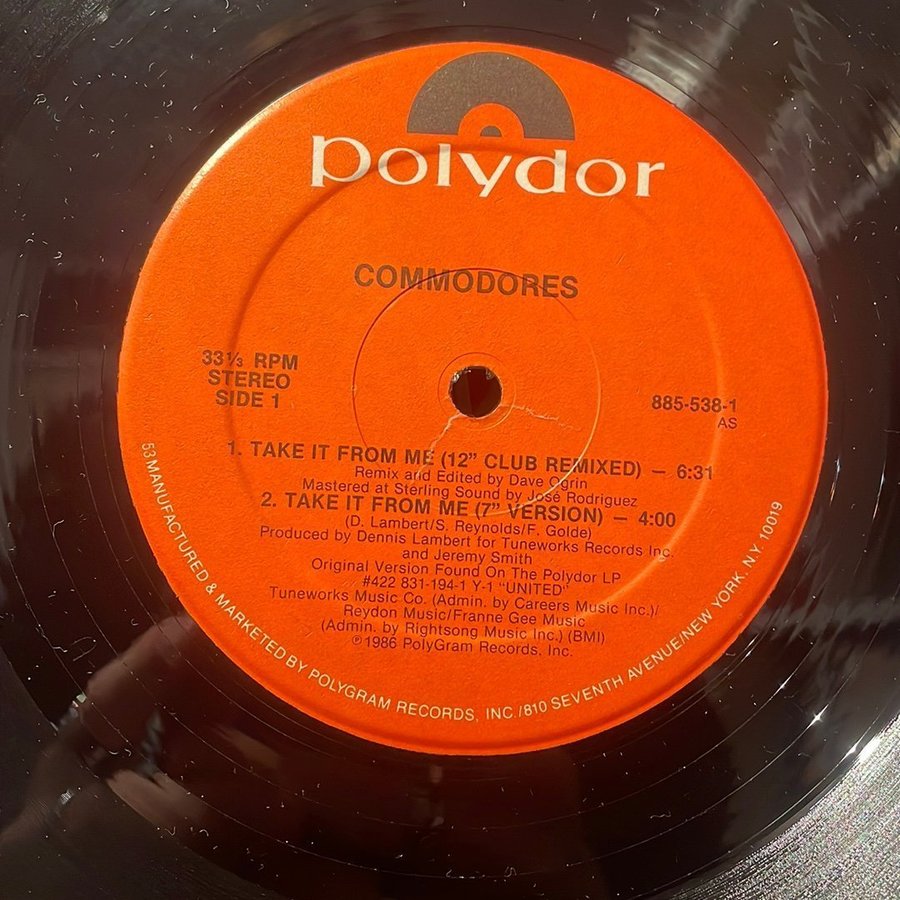 polydor
COMMODORES
33⅓ RPM
STEREO
SIDE 1
885-538-1
AS
1. TAKE IT FROM ME (12" CLUB REMIXED) — 6:31
Remix and Edited by Dave Ogrin
Mastered at Sterling Sound by José Rodriguez
2. TAKE IT FROM ME (7" VERSION) — 4:00
(D. Lambert/S. Reynolds/F. Golde)
Produced by Dennis Lambert for Tuneworks Records Inc.
and Jeremy Smith
Original Version Found On The Polydor LP
#422 831-194-1 Y-1 "UNITED"
Tuneworks Music Co. (Admin. by Careers Music Inc.)/
Reydon Music/Franne Gee Music
(Admin. by Rightsong Music Inc.) (BMI)
℗1986 PolyGram Records, Inc.
53 MANUFACTURED & MARKETED BY POLYGRAM RECORDS, INC./810 SEVENTH AVENUE/NEW YORK. N.Y. 10019